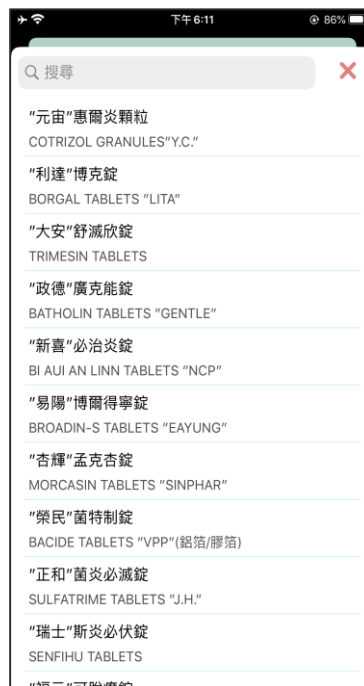 下午6:11
86%
搜尋
"元宙"惠爾炎顆粒
COTRIZOL GRANULES"Y.C."
"利達"博克錠
BORGAL TABLETS "LITA"
"大安"舒滅欣錠
TRIMESIN TABLETS
"政德"廣克能錠
BATHOLIN TABLETS "GENTLE"
"新喜"必治炎錠
BI AUI AN LINN TABLETS "NCP"
"易陽"博爾得寧錠
BROADIN-S TABLETS "EAYUNG"
"杏輝"孟克杏錠
MORCASIN TABLETS "SINPHAR"
"榮民"菌特制錠
BACIDE TABLETS "VPP"(鋁箔/膠箔)
"正和"菌炎必滅錠
SULFATRIME TABLETS "J.H."
"瑞士"斯炎必伏錠
SENFIHU TABLETS